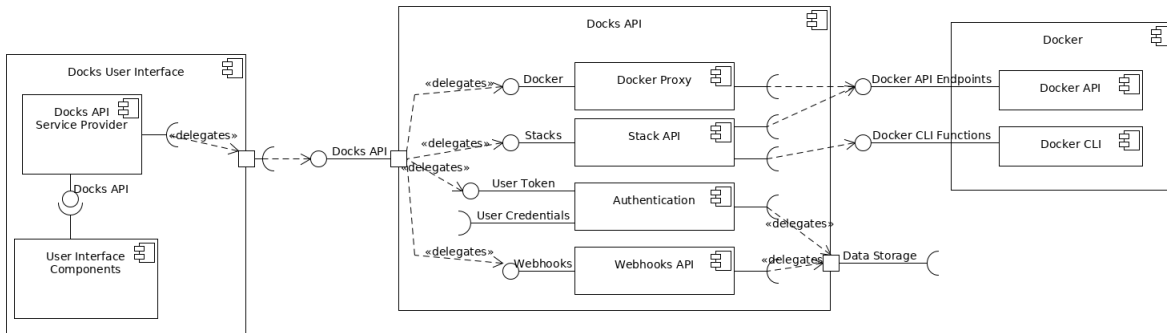 Docks API
Docker
Docks User Interface
Docks API
Service Provider
«delegates»
Docks API
User Interface
Components
Docks API
«delegates»
Docker
Docker Proxy
«delegates»
Stacks
Stack API
«delegates»
User Token
User Credentials
Authentication
«delegates»
«delegates»
Webhooks
Webhooks API
«delegates»
Data Storage
Docker API Endpoints
Docker API
Docker CLI Functions
Docker CLI